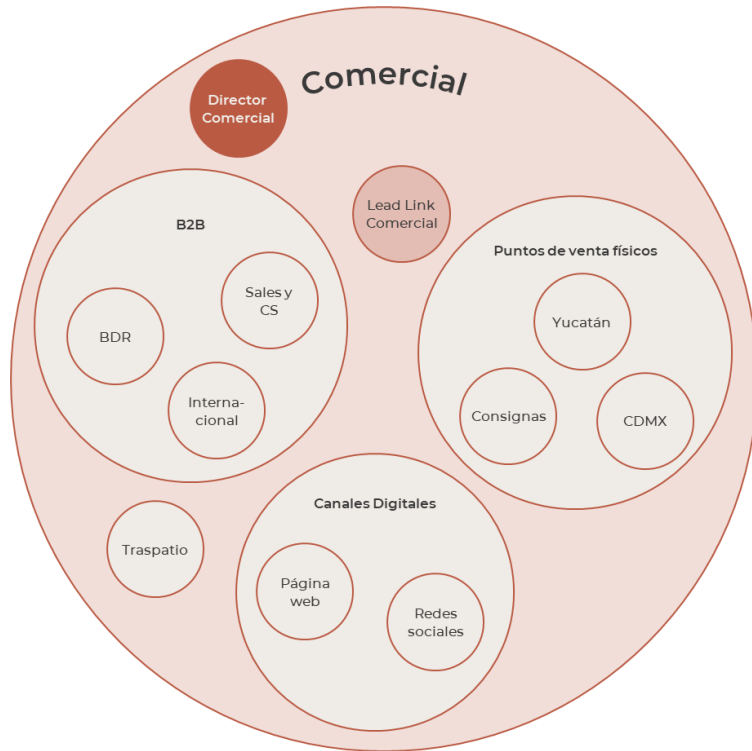 Comercial
Director
Comercial
Lead Link
Comercial
B2B
Sales y
CS
BDR
Interna-
cional
Puntos de venta físicos
Yucatán
Consignas
CDMX
Traspatio
Canales Digitales
Página
web
Redes
sociales